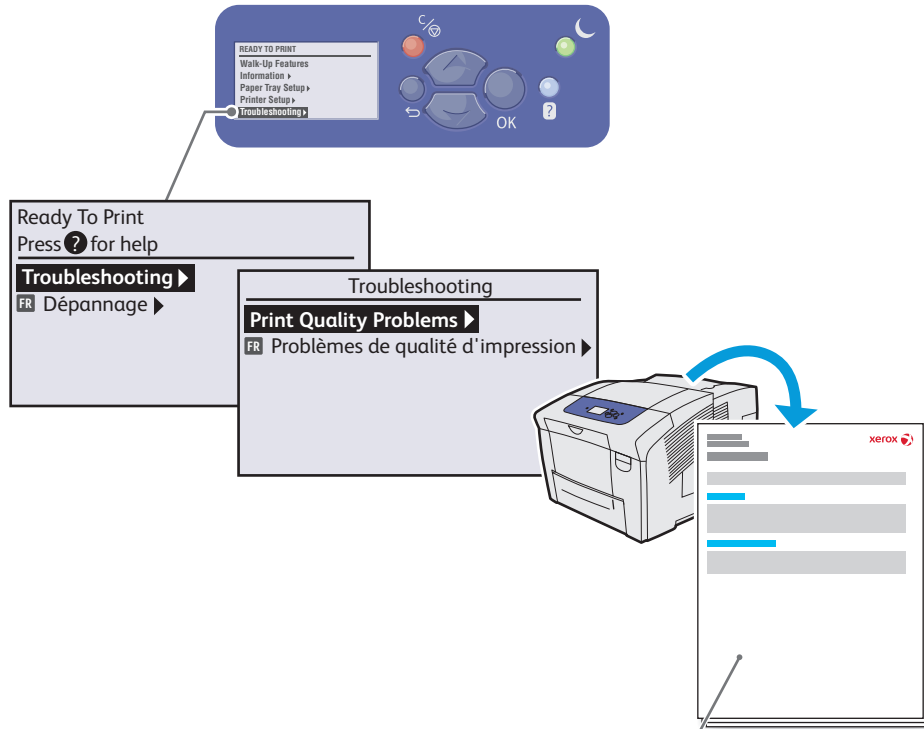 READY TO PRINT
Walk-Up Features
Information ▸
Paper Tray Setup ▸
Printer Setup ▸
Troubleshooting ▸
C/
OK
?
Ready To Print
Press ? for help
Troubleshooting ▶
FR Dépannage ▶
Troubleshooting
Print Quality Problems ▶
FR Problèmes de qualité d'impression ▶
xerox